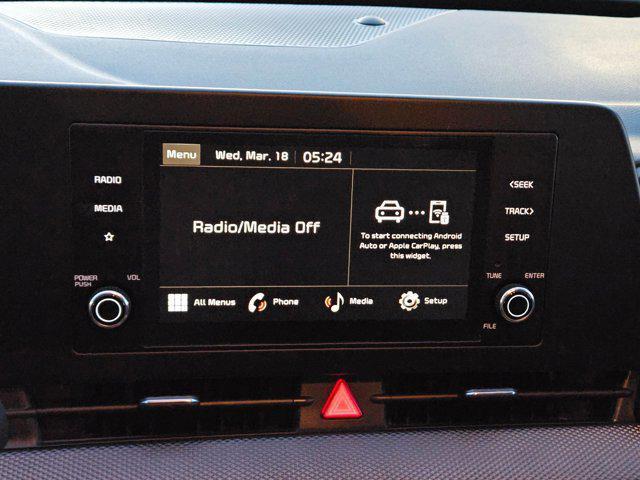 Menu Wed, Mar. 18 05:24
RADIO
MEDIA
POWER
PUSH
VOL
Radio/Media Off
To start connecting Android
Auto or Apple CarPlay, press
this widget.
All Menus Phone Media Setup
<SEEK
TRACK>
SETUP
TUNE ENTER
FILE